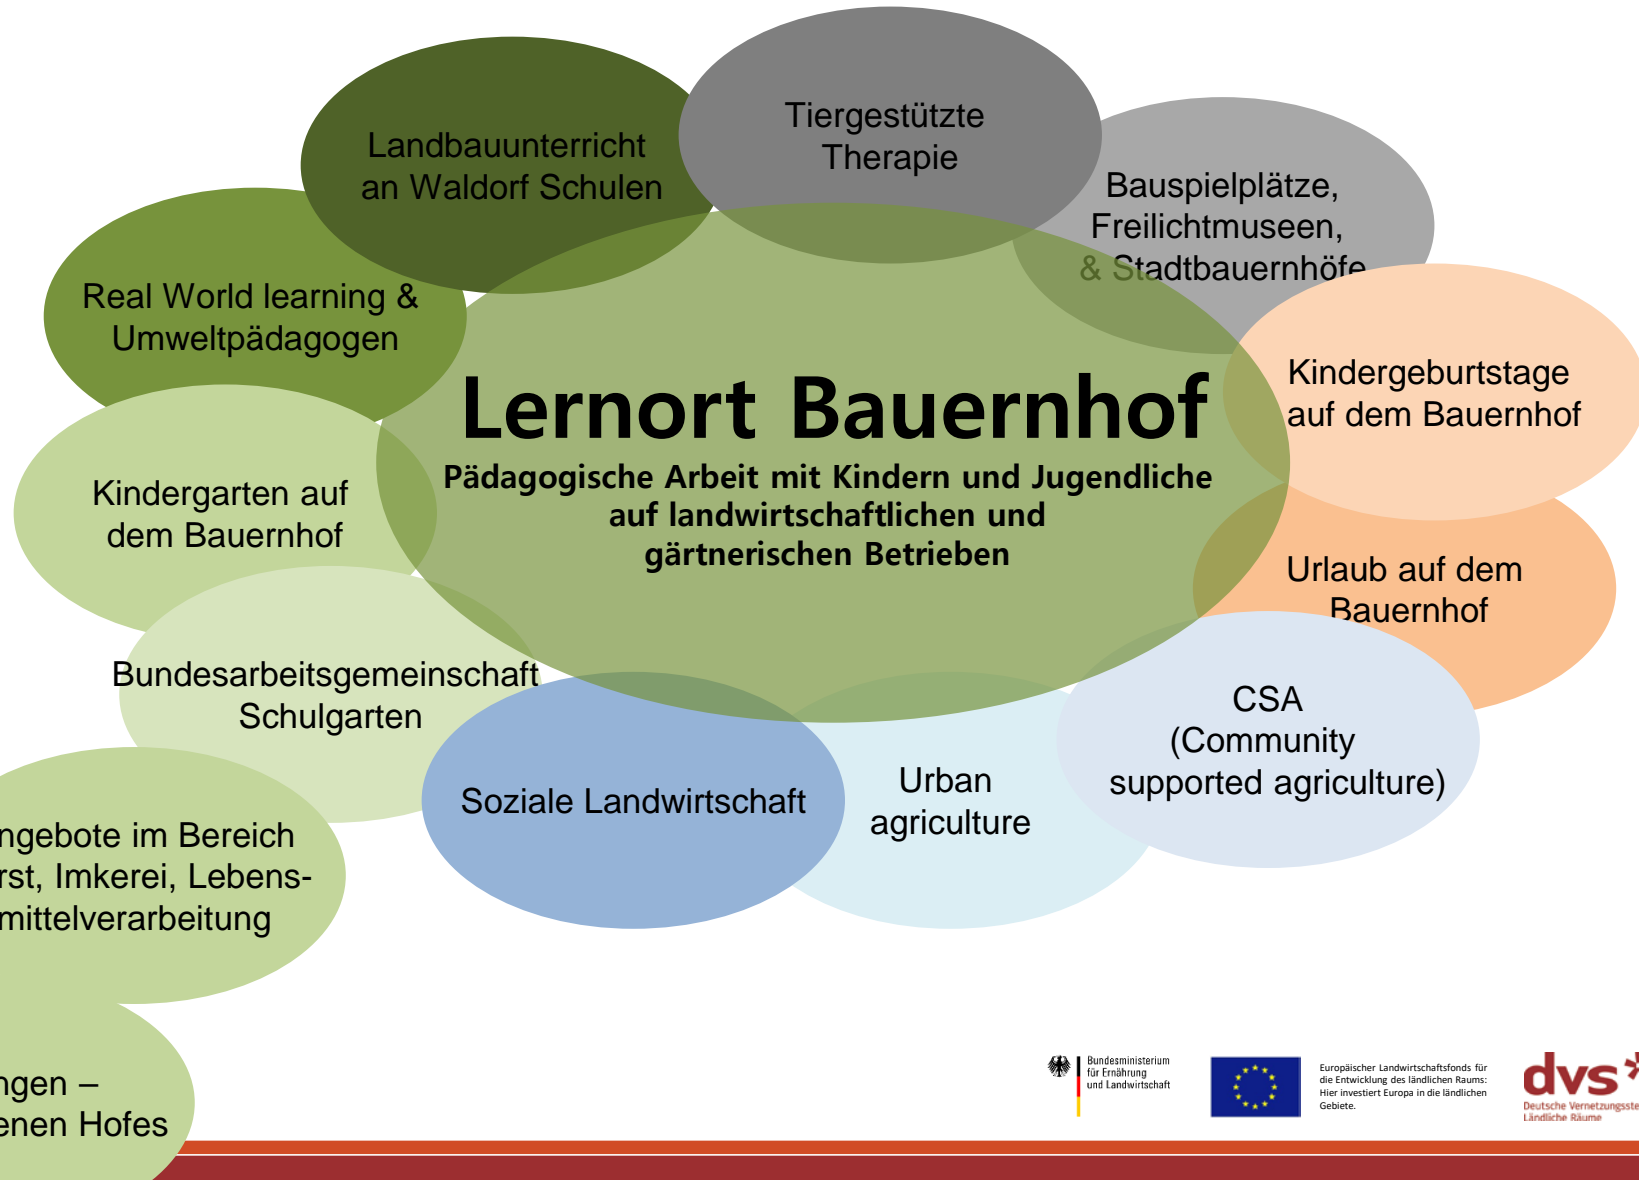 Tiergestützte
Therapie
Landbauunterricht
an Waldorf Schulen
Bauspielplätze,
Freilichtmuseen,
& Stadtbauernhöfe
Real World learning &
Umweltpädagogen
Kindergeburtstage
auf dem Bauernhof
Lernort Bauernhof
Pädagogische Arbeit mit Kindern und Jugendliche
auf landwirtschaftlichen und
gärtnerischen Betrieben
Kindergarten auf
dem Bauernhof
Urlaub auf dem
Bauernhof
Bundesarbeitsgemeinschaft
Schulgarten
CSA
(Community
supported agriculture)
Soziale Landwirtschaft
Urban
agriculture
ngebote im Bereich
rst, Imkerei, Lebens-
mittelverarbeitung
ngen –
enen Hofes
Bundesministerium
für Ernährung
und Landwirtschaft
Europäischer Landwirtschaftsfonds für
die Entwicklung des ländlichen Raums:
Hier investiert Europa in die ländlichen
Gebiete.
dvs*
Deutsche Vernetzungsste
Ländliche Räume